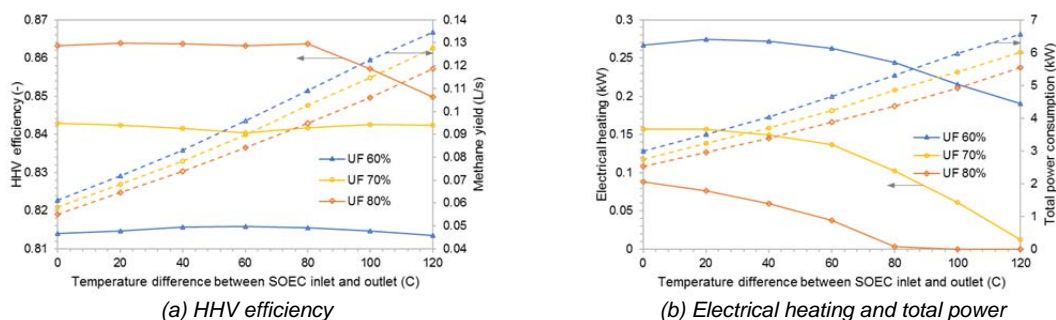 0.87
0.86
0.85
0.84
0.83
0.82
0.81
HHV efficiency (-)
0.14
0.13
0.12
0.11
0.1
0.09
0.08
0.07
0.06
0.05
0.04
Methane yield (L/s)
UF 60%
UF 70%
UF 80%
0 20 40 60 80 100 120
Temperature difference between SOEC inlet and outlet (C)
(a) HHV efficiency
0.3
0.25
0.2
0.15
0.1
0.05
0
Electrical heating (kW)
7
6
5
4
3
2
1
0
Total power consumption (kW)
UF 60%
UF 70%
UF 80%
0 20 40 60 80 100 120
Temperature difference between SOEC inlet and outlet (C)
(b) Electrical heating and total power